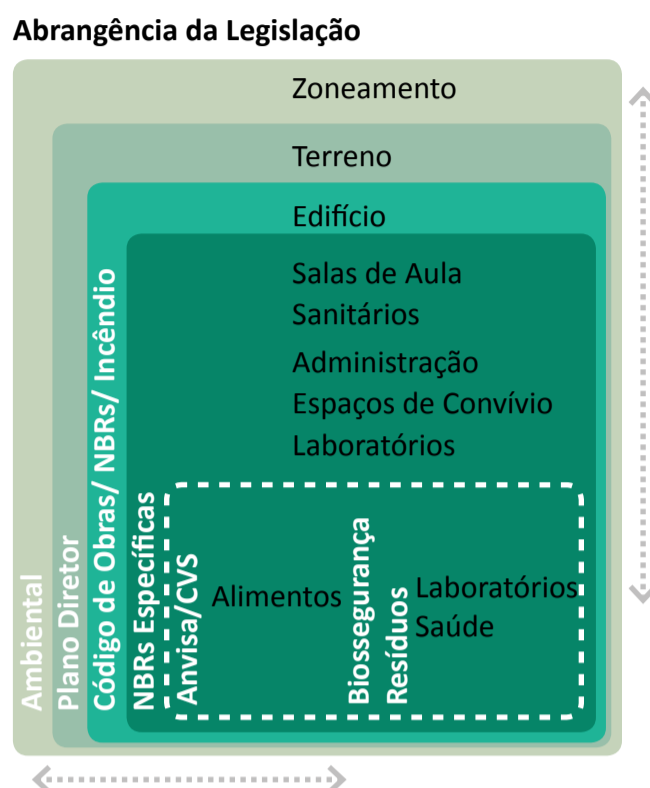 Abrangência da Legislação
Zoneamento
Terreno
Edifício
Salas de Aula
Sanitários
Administração
Espaços de Convívio
Laboratórios
Ambiental
Plano Diretor
Código de Obras/ NBRs/ Incêndio
NBRs Específicas
Anvisa/CVS
Alimentos
Biossegurança
Resíduos
Laboratórios
Saúde